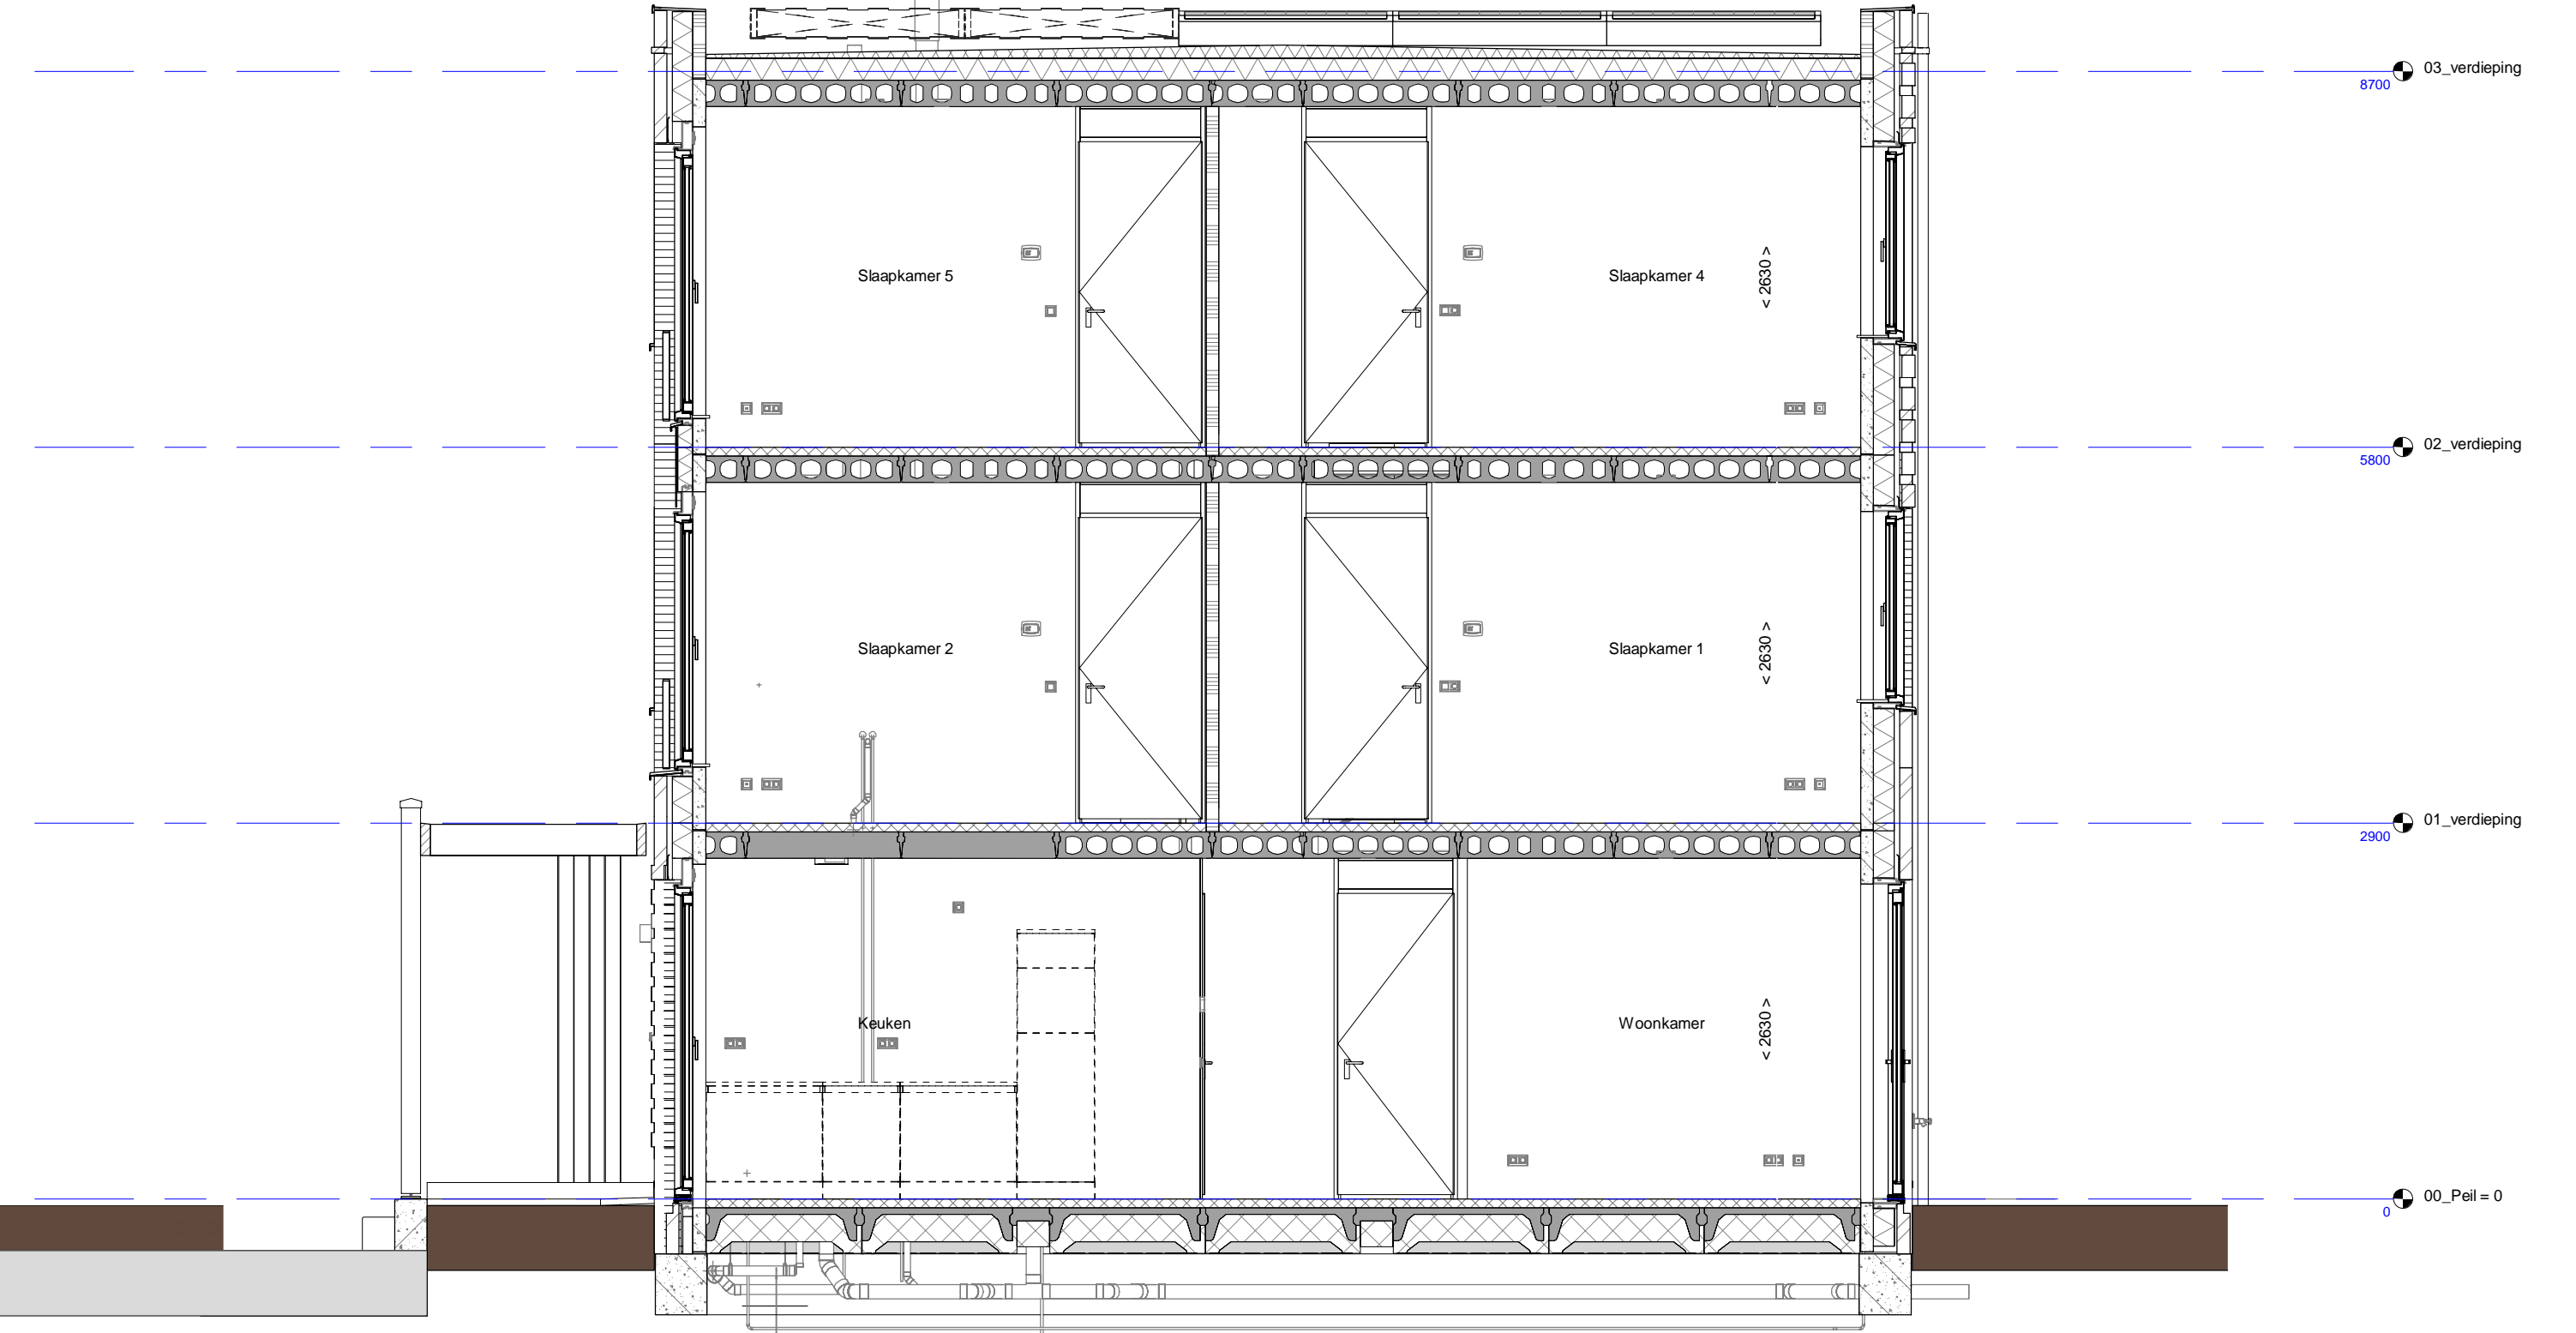 03_verdieping
8700
Slaapkamer 5
Slaapkamer 4
< 2630 >
02_verdieping
5800
Slaapkamer 2
Slaapkamer 1
< 2630 >
01_verdieping
2900
Keuken
Woonkamer
< 2630 >
00_Peil = 0
0